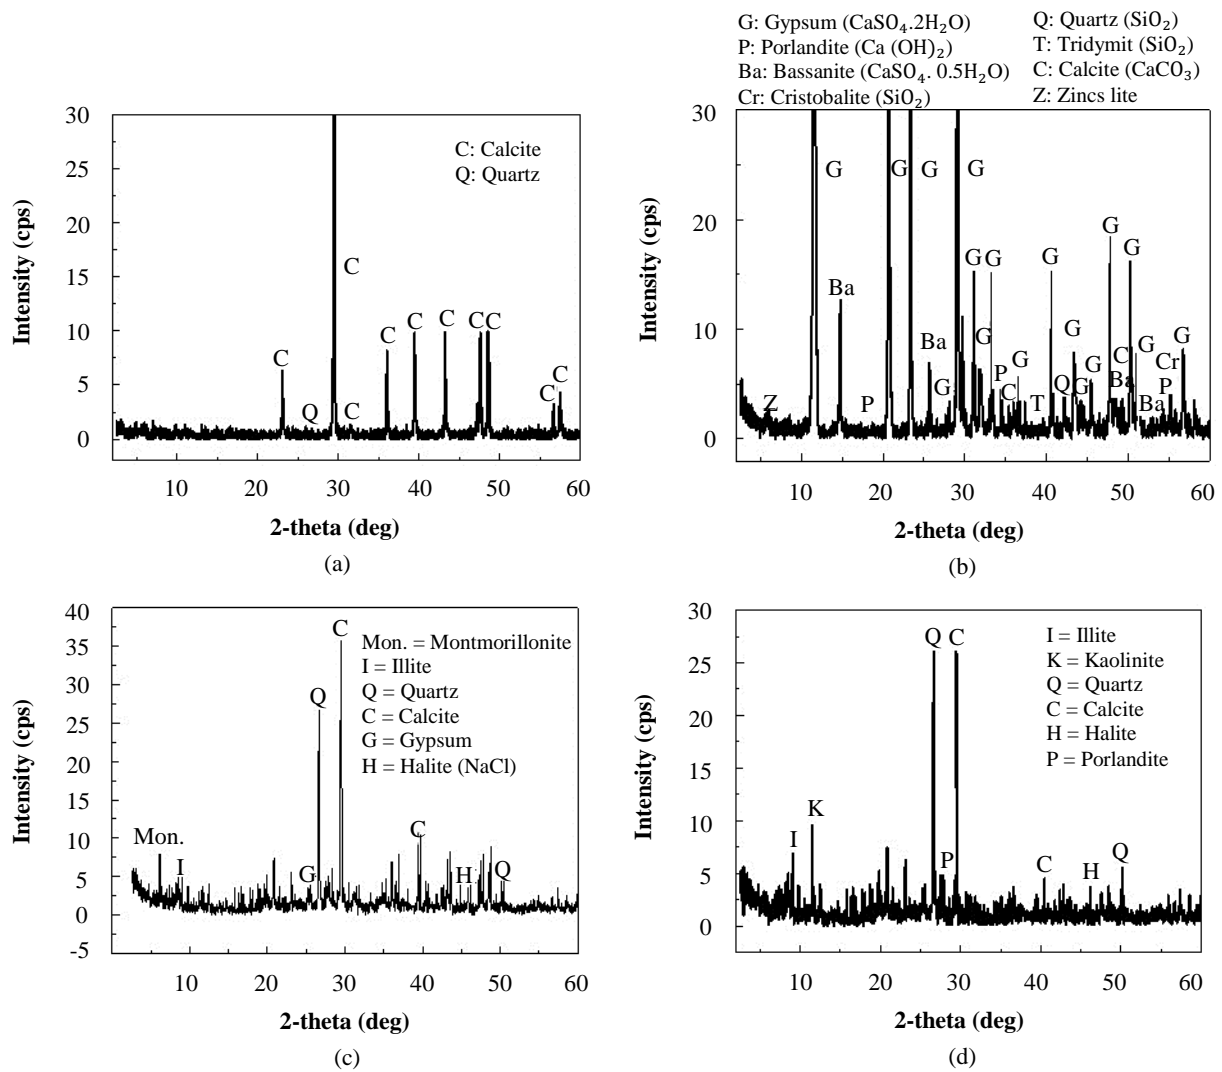 G: Gypsum (CaSO₄.2H₂O)
P: Porlandite (Ca (OH)₂)
Ba: Bassanite (CaSO₄. 0.5H₂O)
Cr: Cristobalite (SiO₂)
Q: Quartz (SiO₂)
T: Tridymit (SiO₂)
C: Calcite (CaCO₃)
Z: Zincs lite
30
25
20
15
10
5
0
Intensity (cps)
C: Calcite
Q: Quartz
C
Q
C
C
C
C
C
C
C
C
C
10
20
30
40
50
60
2-theta (deg)
(a)
30
25
20
15
10
5
0
Intensity (cps)
Z
G
Ba
P
G
G
Ba
G
G
G
G
G
P
C
G
T
G
Q
G
G
G
G
C
Ba
G
G
Ba
Cr
P
G
10
20
30
40
50
60
2-theta (deg)
(b)
40
35
30
25
20
15
10
5
0
-5
Intensity (cps)
Mon. = Montmorillonite
I = Illite
Q = Quartz
C = Calcite
G = Gypsum
H = Halite (NaCl)
Mon.
I
G
Q
C
C
H
Q
10
20
30
40
50
60
2-theta (deg)
(c)
30
25
20
15
10
5
0
Intensity (cps)
I = Illite
K = Kaolinite
Q = Quartz
C = Calcite
H = Halite
P = Porlandite
I
K
Q
P
C
C
H
Q
10
20
30
40
50
60
2-theta (deg)
(d)